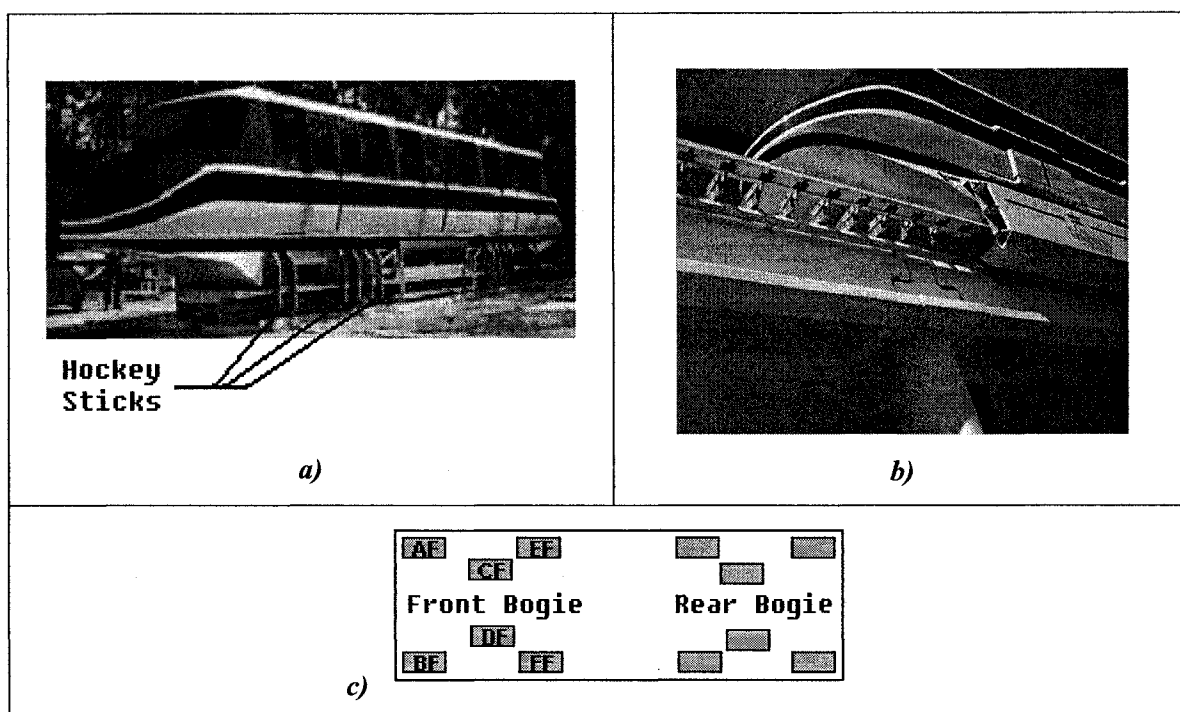 Hockey
Sticks
a)
b)
AF EF
CF
Front Bogie Rear Bogie
DF
BF FF
c)